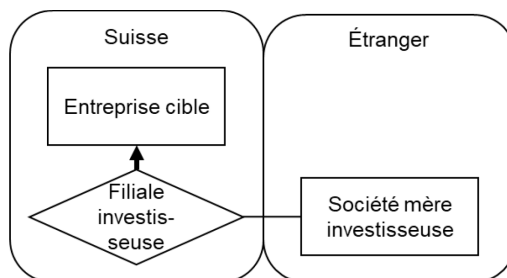 Suisse
Étranger
Entreprise cible
Filiale
investis-
seuse
Société mère
investisseuse